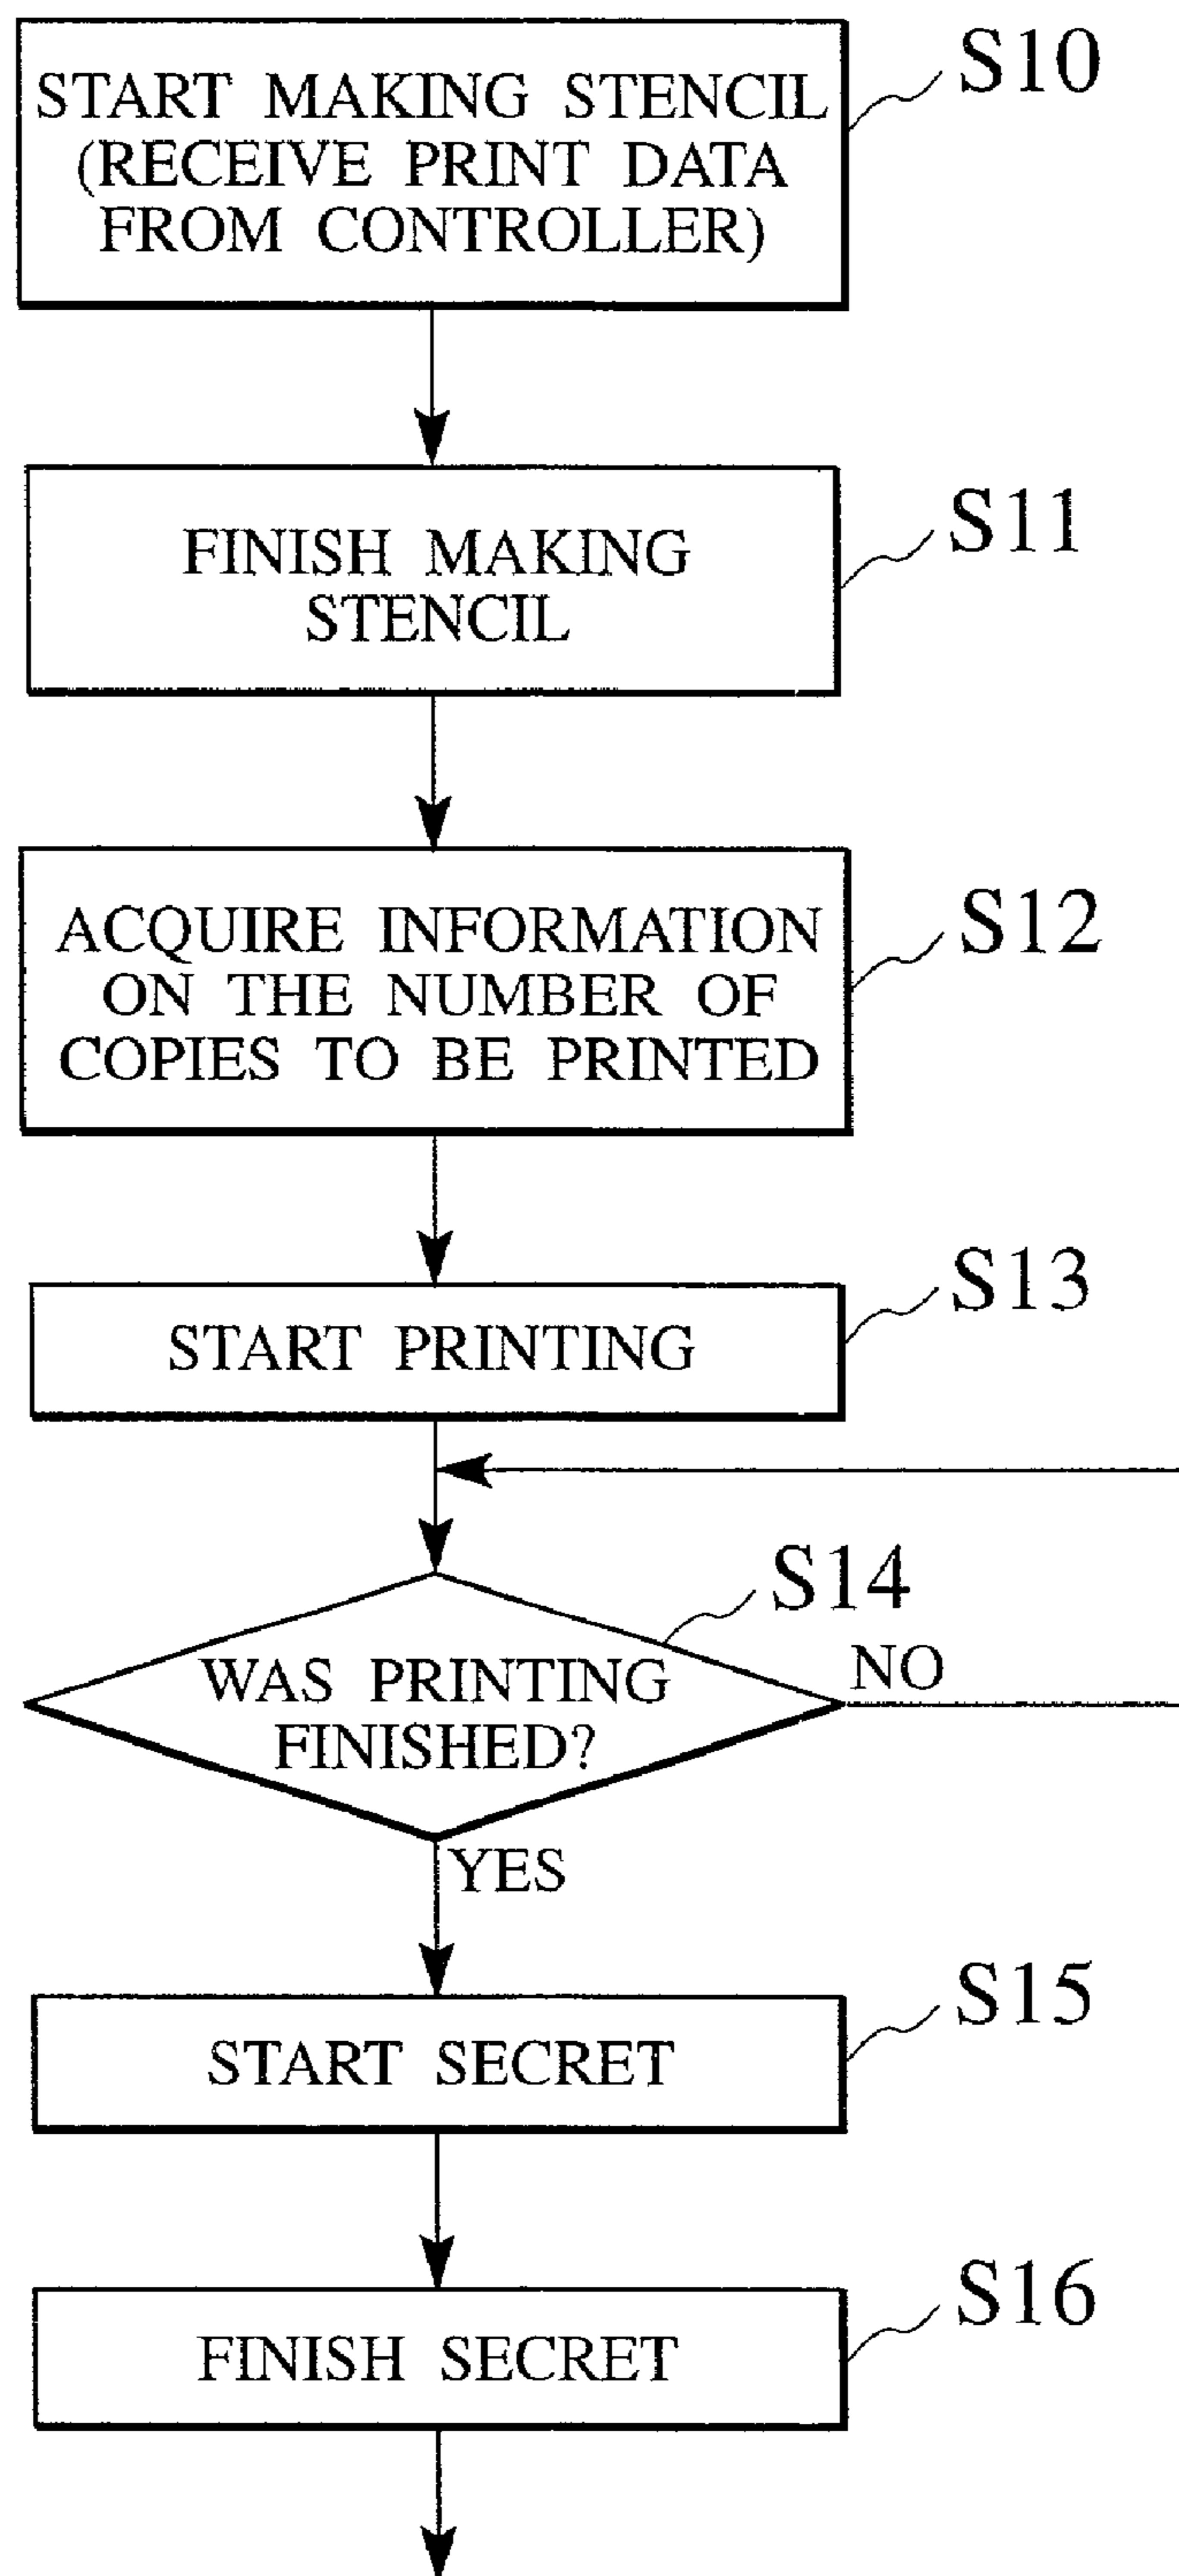 START MAKING STENCIL
(RECEIVE PRINT DATA
FROM CONTROLLER)
S10
FINISH MAKING
STENCIL
S11
ACQUIRE INFORMATION
ON THE NUMBER OF
COPIES TO BE PRINTED
S12
START PRINTING
S13
WAS PRINTING
FINISHED?
S14
NO
YES
START SECRET
S15
FINISH SECRET
S16